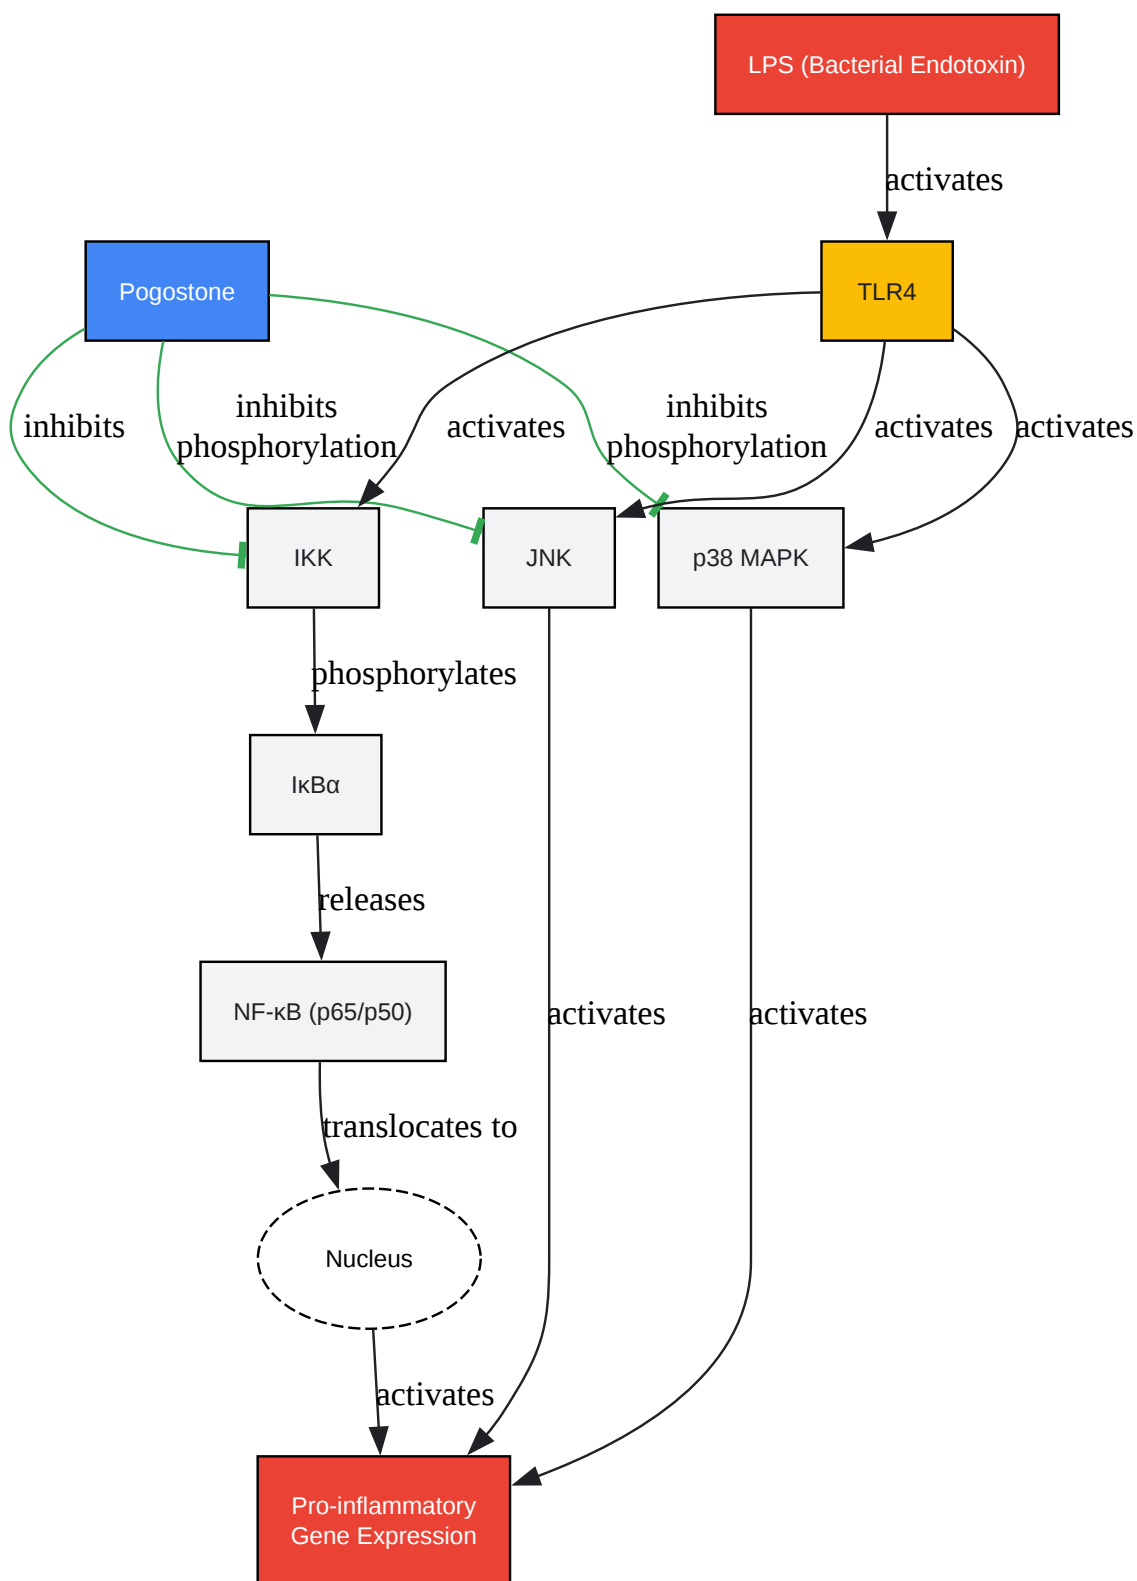 LPS (Bacterial Endotoxin)
activates
Pogostone
TLR4
inhibits
inhibits
phosphorylation
activates
inhibits
phosphorylation
activates
activates
IKK
JNK
p38 MAPK
phosphorylates
IκBα
releases
NF-κB (p65/p50)
activates
activates
translocates to
Nucleus
activates
Pro-inflammatory
Gene Expression